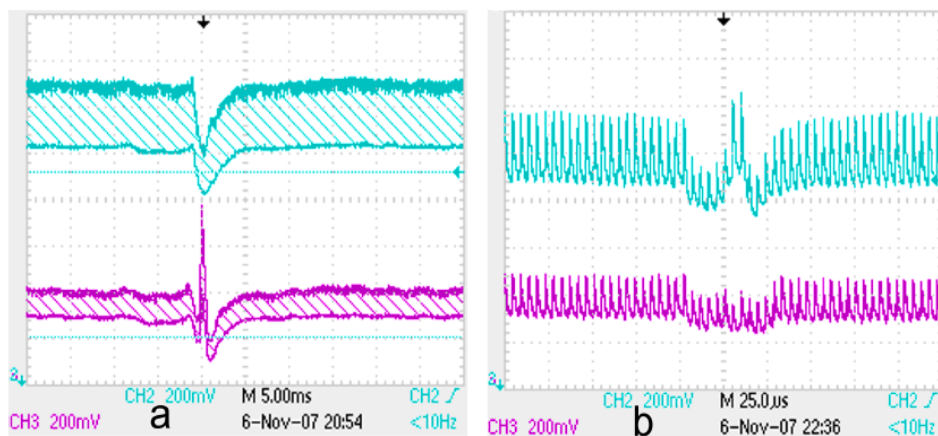 CH2 200mV M 5.00ms CH2
CH3 200mV a 6-Nov-07 20:54 <10Hz
CH2 200mV M 25.0µs CH2
CH3 200mV b 6-Nov-07 22:36 <10Hz